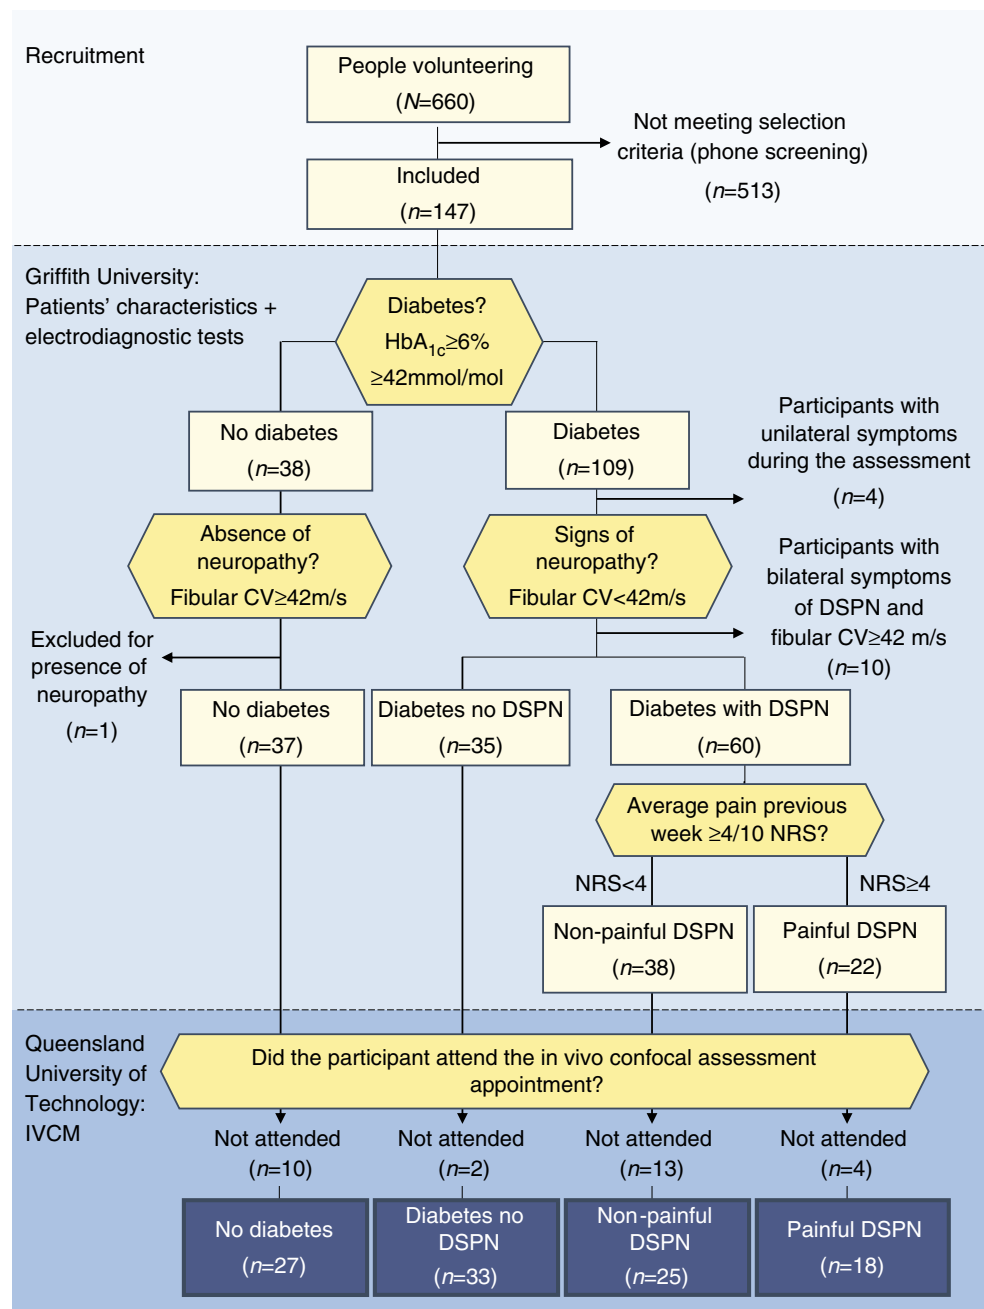 Recruitment
People volunteering
(N=660)
Not meeting selection
criteria (phone screening)
(n=513)
Included
(n=147)
Griffith University:
Patients’ characteristics +
electrodiagnostic tests
Diabetes?
HbA1c≥6%
≥42mmol/mol
No diabetes
(n=38)
Diabetes
(n=109)
Participants with
unilateral symptoms
during the assessment
(n=4)
Absence of
neuropathy?
Fibular CV≥42m/s
Signs of
neuropathy?
Fibular CV<42m/s
Participants with
bilateral symptoms
of DSPN and
fibular CV≥42 m/s
(n=10)
Excluded for
presence of
neuropathy
(n=1)
No diabetes
(n=37)
Diabetes no DSPN
(n=35)
Diabetes with DSPN
(n=60)
Average pain previous
week ≥4/10 NRS?
NRS<4
NRS≥4
Non-painful DSPN
(n=38)
Painful DSPN
(n=22)
Queensland
University of
Technology:
IVCM
Did the participant attend the in vivo confocal assessment
appointment?
Not attended
(n=10)
Not attended
(n=2)
Not attended
(n=13)
Not attended
(n=4)
No diabetes
(n=27)
Diabetes no
DSPN
(n=33)
Non-painful
DSPN
(n=25)
Painful DSPN
(n=18)